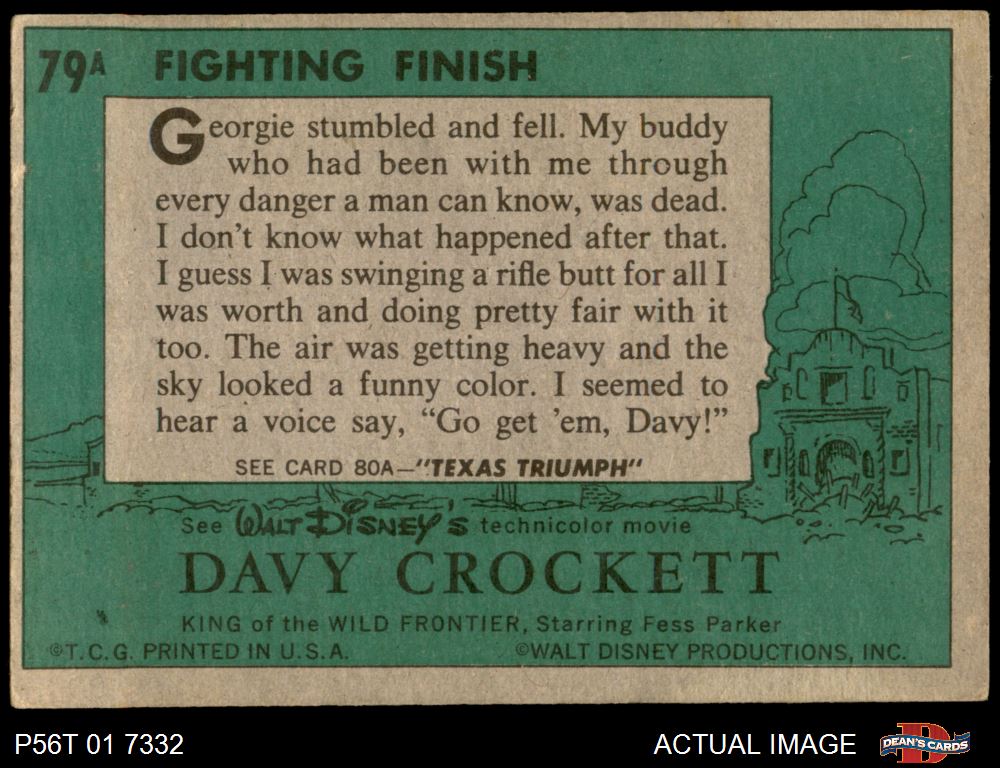 79A FIGHTING FINISH
Georgie stumbled and fell. My buddy
who had been with me through
every danger a man can know, was dead.
I don't know what happened after that.
I guess I was swinging a rifle butt for all I
was worth and doing pretty fair with it
too. The air was getting heavy and the
sky looked a funny color. I seemed to
hear a voice say, “Go get 'em, Davy!”
SEE CARD 80A—"TEXAS TRIUMPH"
See WALT DISNEY'S technicolor movie
DAVY CROCKETT
KING of the WILD FRONTIER, Starring Fess Parker
©T.C.G. PRINTED IN U.S.A. ©WALT DISNEY PRODUCTIONS, INC.
P56T 01 7332 ACTUAL IMAGE DEAN'S CARDS